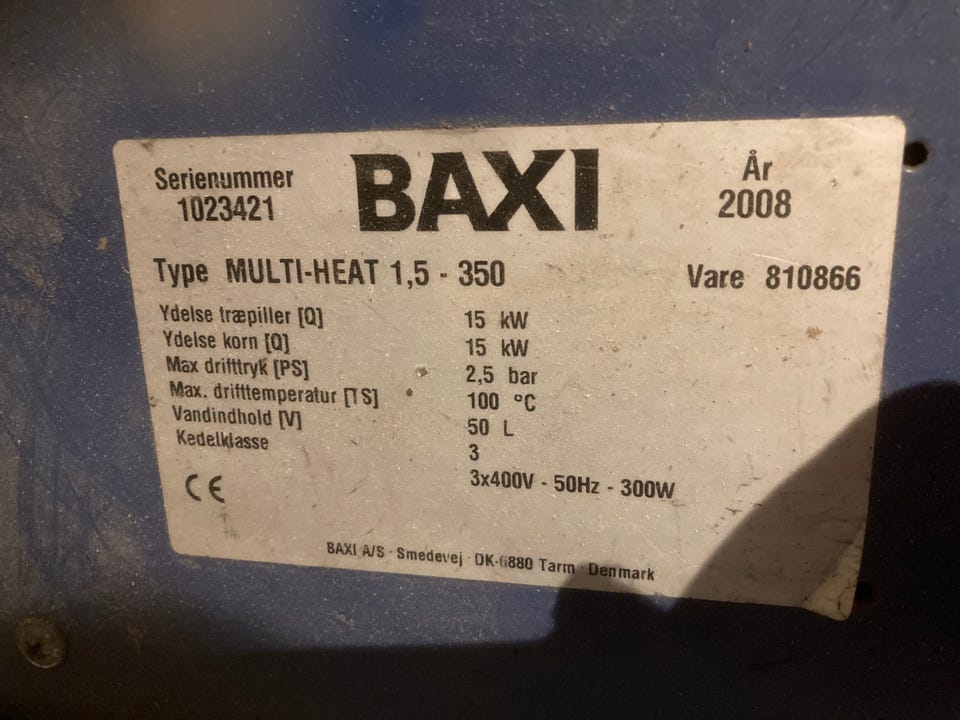 Serienummer
1023421
BAXI
År
2008
Type MULTI-HEAT 1,5 - 350
Vare 810866
Ydelse træpiller [Q] 15 kW
Ydelse korn [Q] 15 kW
Max drifttryk [PS] 2,5 bar
Max. drifttemperatur [TS] 100 °C
Vandindhold [V] 50 L
Kedelklasse 3
3x400V - 50Hz - 300W
CE
BAXI A/S · Smedevej · DK-6880 Tarm · Denmark